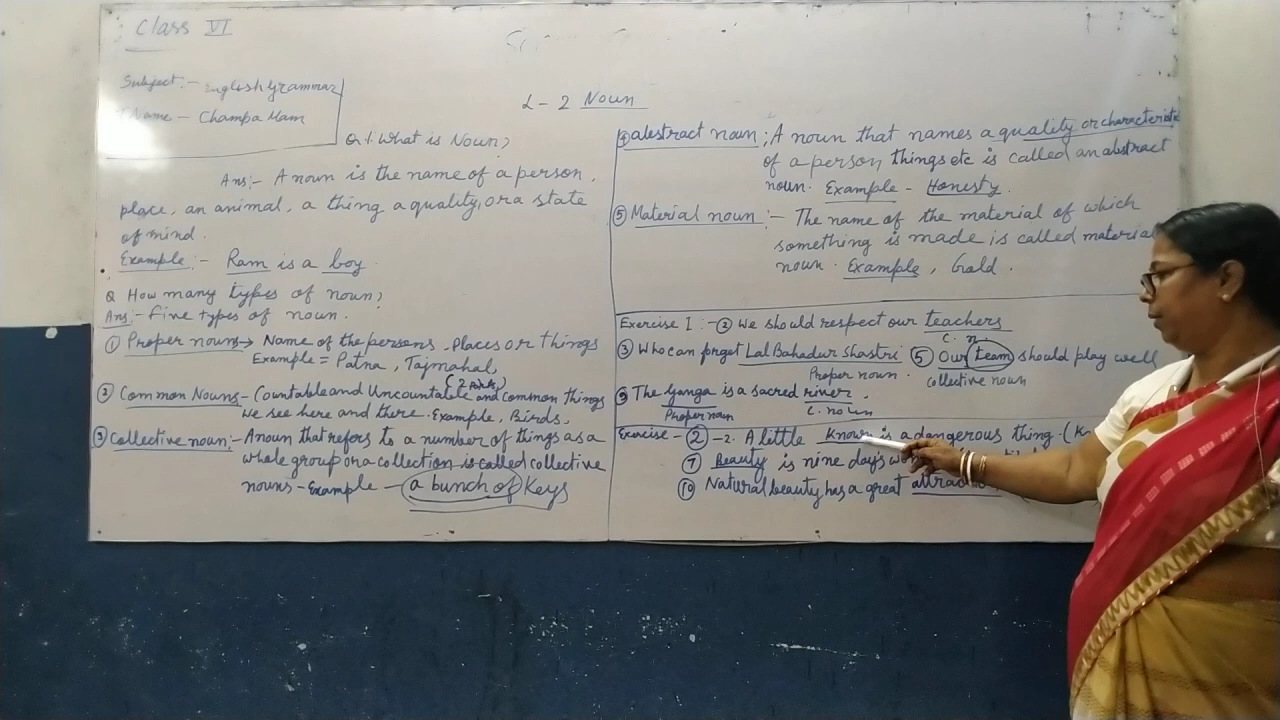 Class VI
Subject:- English Grammar
Name - Champa Mam
L-2 Noun
Q.1. What is Noun?
Ans:- A noun is the name of a person,
place, an animal, a thing a quality, or a state
of mind.
Example:- Ram is a boy.
Q How many types of noun?
Ans:- Five types of noun.
① Proper nouns → Name of the persons, Places or things
Example = Patna, Tajmahal,
② Common Nouns - Countable and Uncountable and common things
we see here and there. Example, Birds,
③ Collective noun:- A noun that refers to a number of things as a
whole group or a collection is called collective
nouns - Example - a bunch of Keys
④ abstract noun; A noun that names a quality or characteristic
of a person, things etc is called an abstract
noun. Example - Honesty.
⑤ Material noun:- The name of the material of which
something is made is called material
noun. Example, Gold.
Exercise I:- ② We should respect our teachers
C. n
③ Who can forget Lal Bahadur Shastri ⑤ Our team should play well
Proper noun. collective noun
The Ganga is a sacred river.
Proper noun C. noun
Exercise - ② -2. A little Known is a dangerous thing. (Kn
⑦ Beauty is nine day's
⑩ Natural beauty has a great